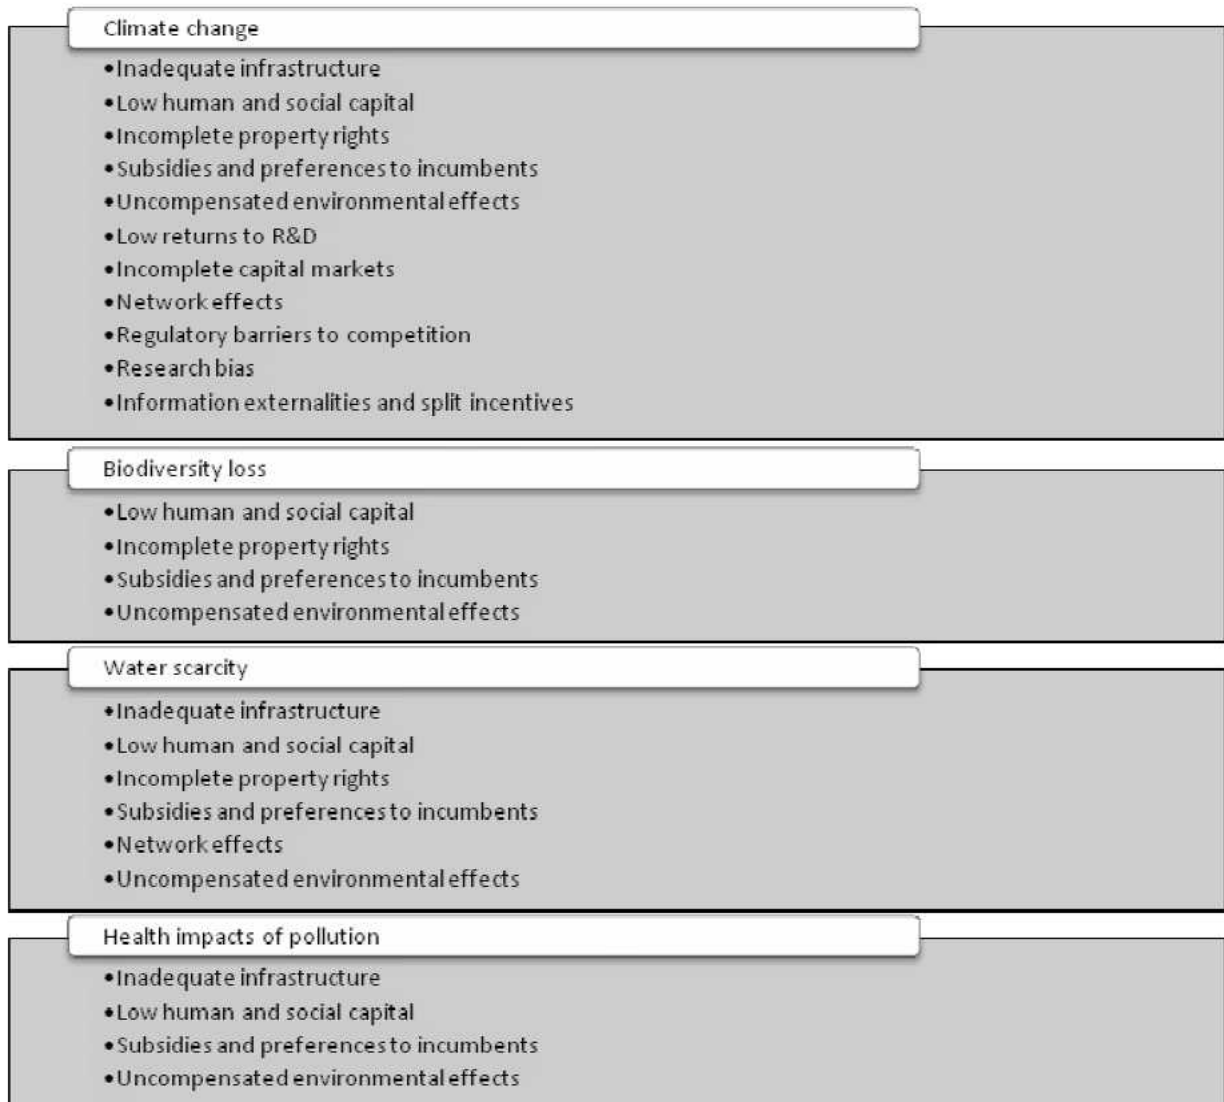 Climate change
•Inadequate infrastructure
•Low human and social capital
•Incomplete property rights
•Subsidies and preferences to incumbents
•Uncompensated environmental effects
•Low returns to R&D
•Incomplete capital markets
•Network effects
•Regulatory barriers to competition
•Research bias
•Information externalities and split incentives
Biodiversity loss
•Low human and social capital
•Incomplete property rights
•Subsidies and preferences to incumbents
•Uncompensated environmental effects
Water scarcity
•Inadequate infrastructure
•Low human and social capital
•Incomplete property rights
•Subsidies and preferences to incumbents
•Network effects
•Uncompensated environmental effects
Health impacts of pollution
•Inadequate infrastructure
•Low human and social capital
•Subsidies and preferences to incumbents
•Uncompensated environmental effects